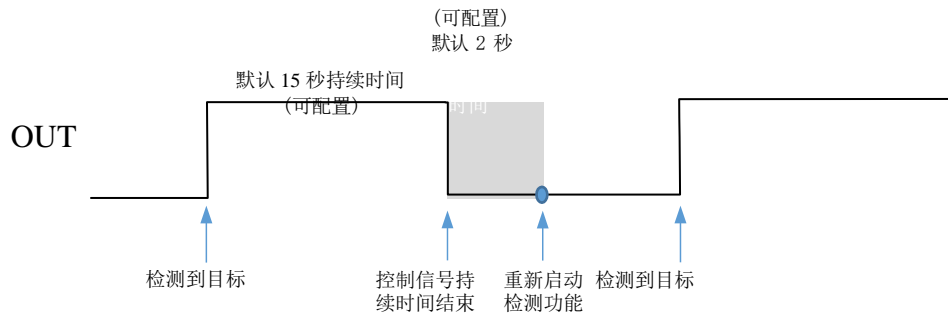 (可配置)
默认 2 秒
默认 15 秒持续时间
(可配置)
时间
OUT
检测到目标
控制信号持
续时间结束
重新启动
检测功能
检测到目标